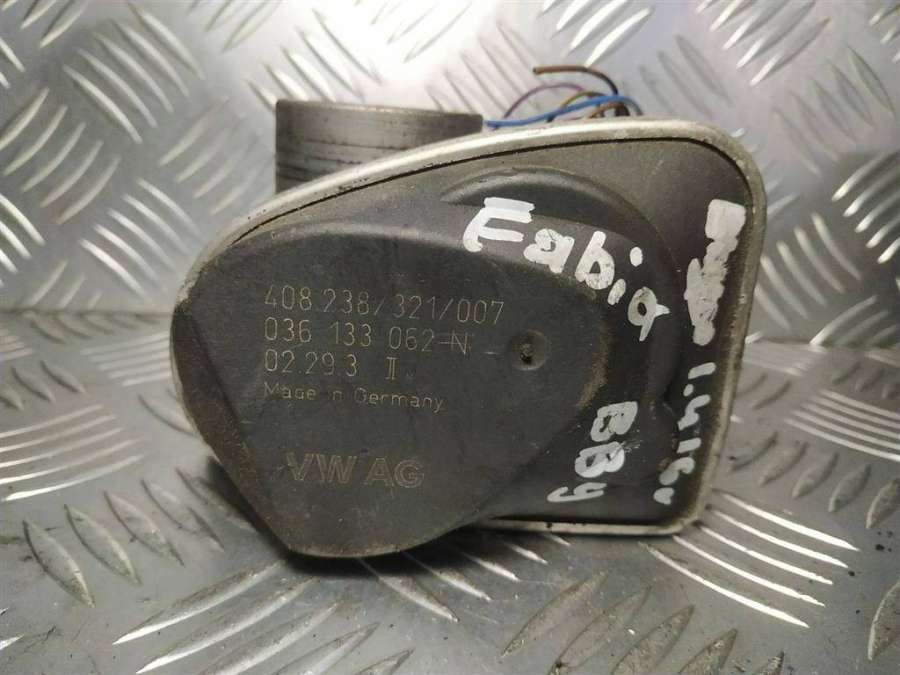 408.238/321/007
036 133 062 N
02.29.3 II
Made in Germany
VW AG
Fabia
BBy
1.4 16v